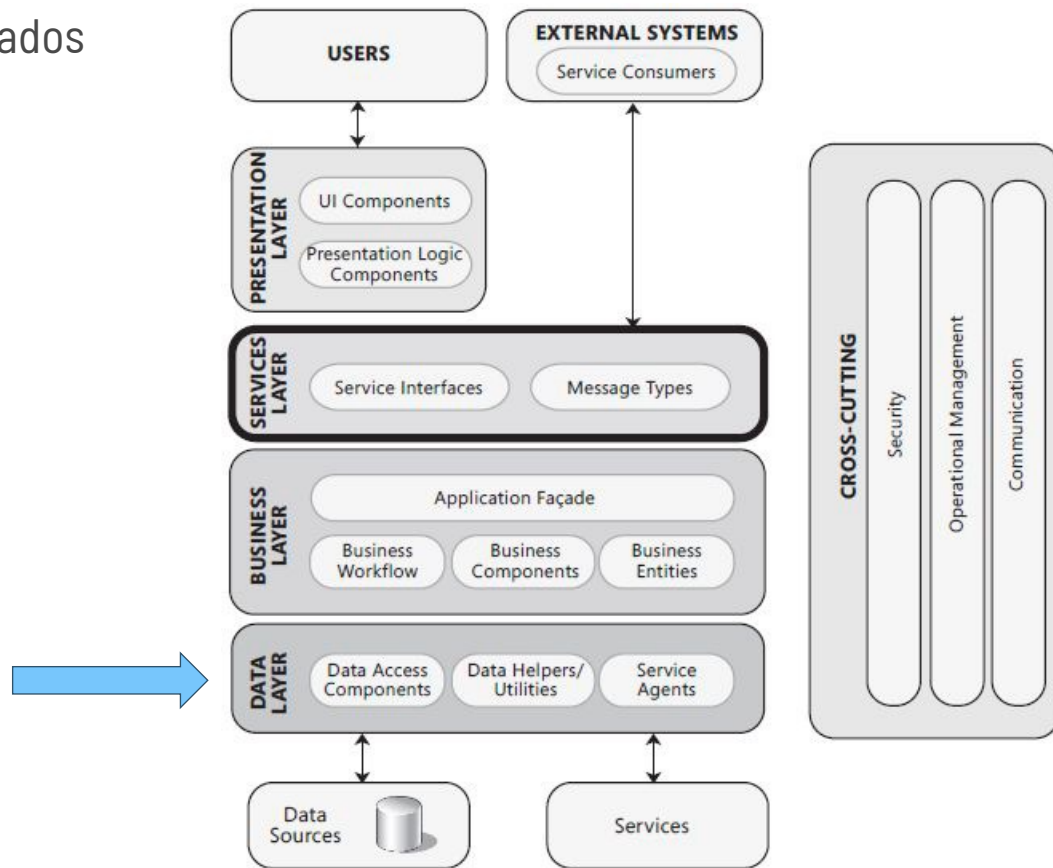 ados
USERS
EXTERNAL SYSTEMS
Service Consumers
PRESENTATION
LAYER
UI Components
Presentation Logic
Components
SERVICES
LAYER
Service Interfaces
Message Types
BUSINESS
LAYER
Application Façade
Business
Workflow
Business
Components
Business
Entities
DATA
LAYER
Data Access
Components
Data Helpers/
Utilities
Service
Agents
Data
Sources
Services
CROSS-CUTTING
Security
Operational Management
Communication